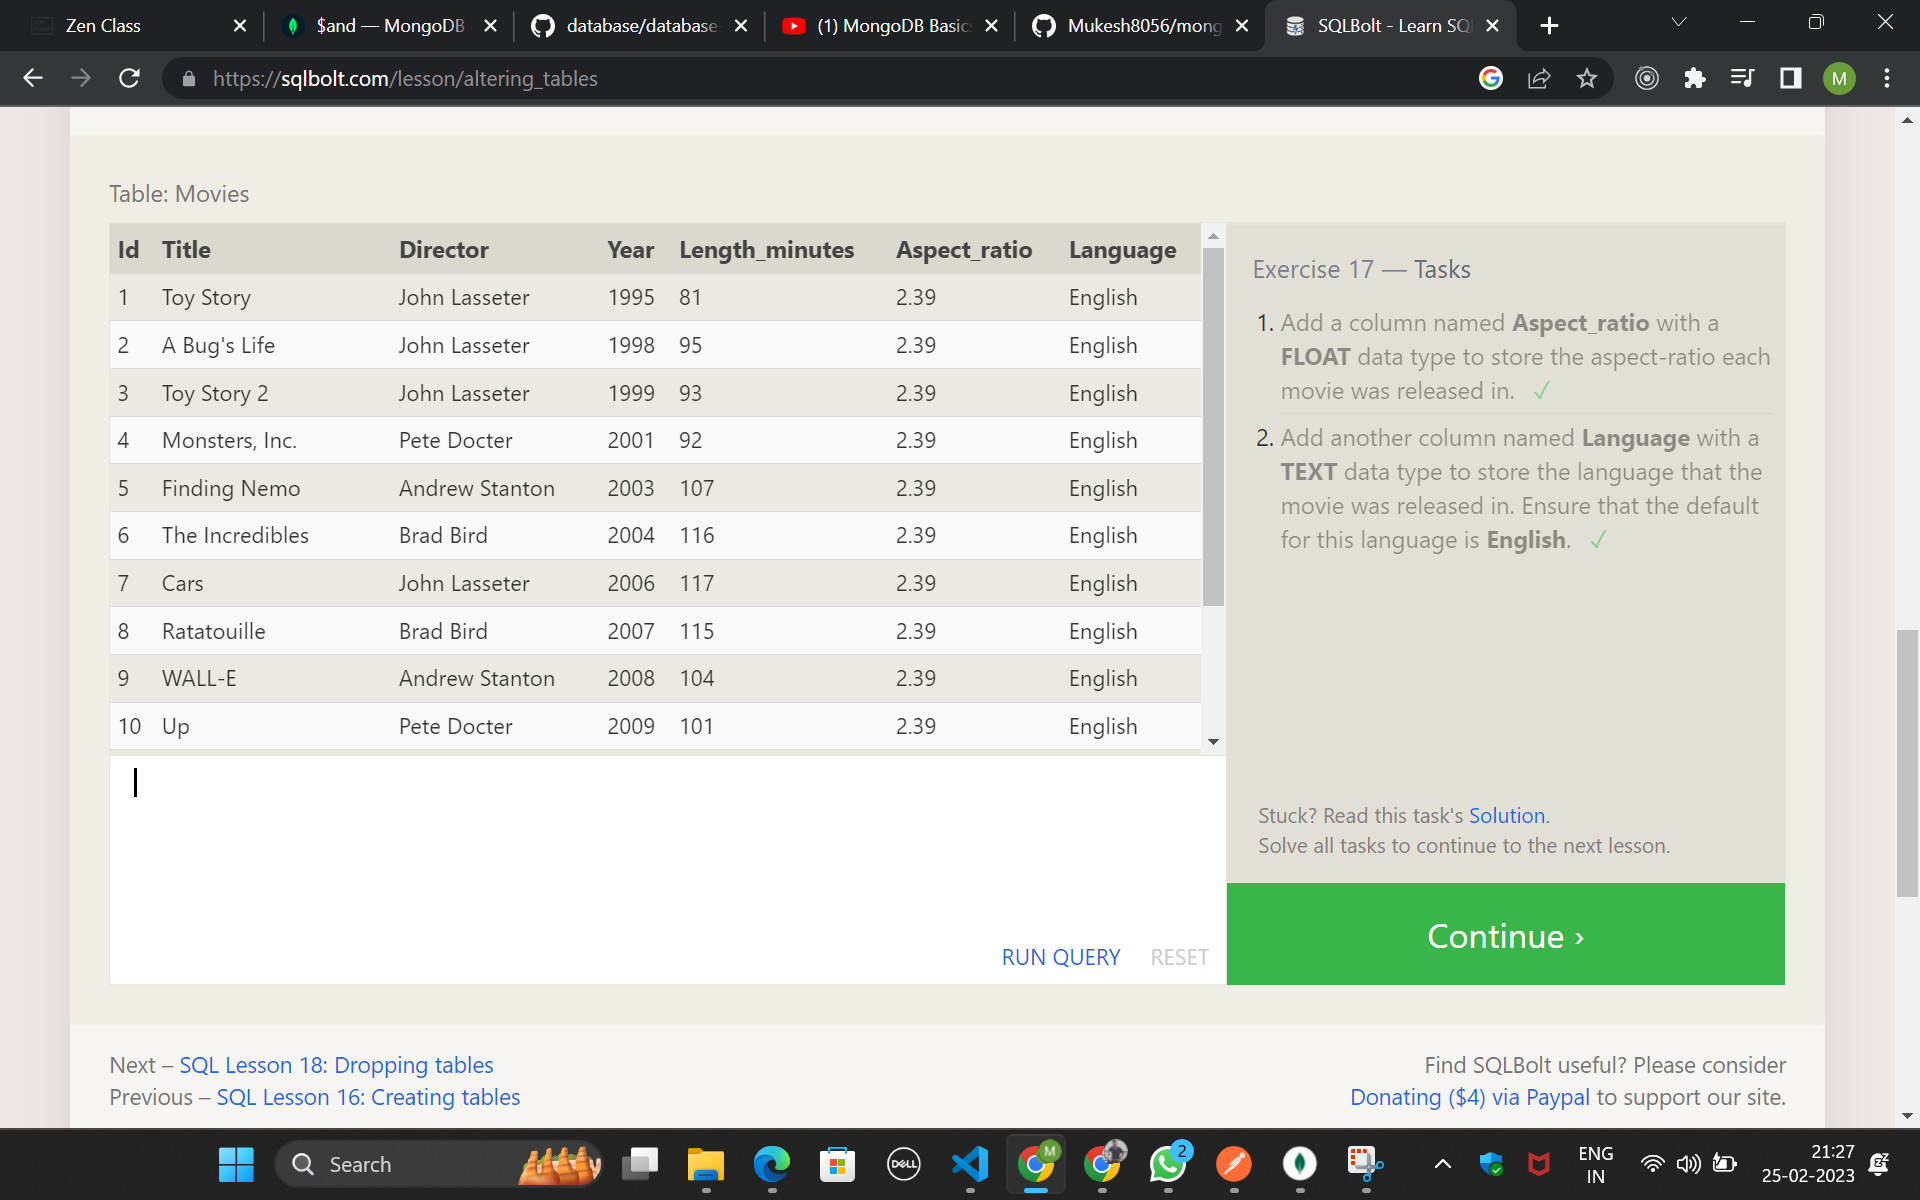 Zen Class
$and — MongoDB
database/database-
(1) MongoDB Basic
Mukesh8056/mong
SQLBolt - Learn SQ
https://sqlbolt.com/lesson/altering_tables
M
Table: Movies
Id Title Director Year Length_minutes Aspect_ratio Language
1 Toy Story John Lasseter 1995 81 2.39 English
2 A Bug's Life John Lasseter 1998 95 2.39 English
3 Toy Story 2 John Lasseter 1999 93 2.39 English
4 Monsters, Inc. Pete Docter 2001 92 2.39 English
5 Finding Nemo Andrew Stanton 2003 107 2.39 English
6 The Incredibles Brad Bird 2004 116 2.39 English
7 Cars John Lasseter 2006 117 2.39 English
8 Ratatouille Brad Bird 2007 115 2.39 English
9 WALL-E Andrew Stanton 2008 104 2.39 English
10 Up Pete Docter 2009 101 2.39 English
RUN QUERY RESET
Exercise 17 — Tasks
1. Add a column named Aspect_ratio with a
FLOAT data type to store the aspect-ratio each
movie was released in. ✓
2. Add another column named Language with a
TEXT data type to store the language that the
movie was released in. Ensure that the default
for this language is English. ✓
Stuck? Read this task's Solution.
Solve all tasks to continue to the next lesson.
Continue ›
Next – SQL Lesson 18: Dropping tables
Previous – SQL Lesson 16: Creating tables
Find SQLBolt useful? Please consider
Donating ($4) via Paypal to support our site.
Search
DELL
M
2
ENG
IN
21:27
25-02-2023